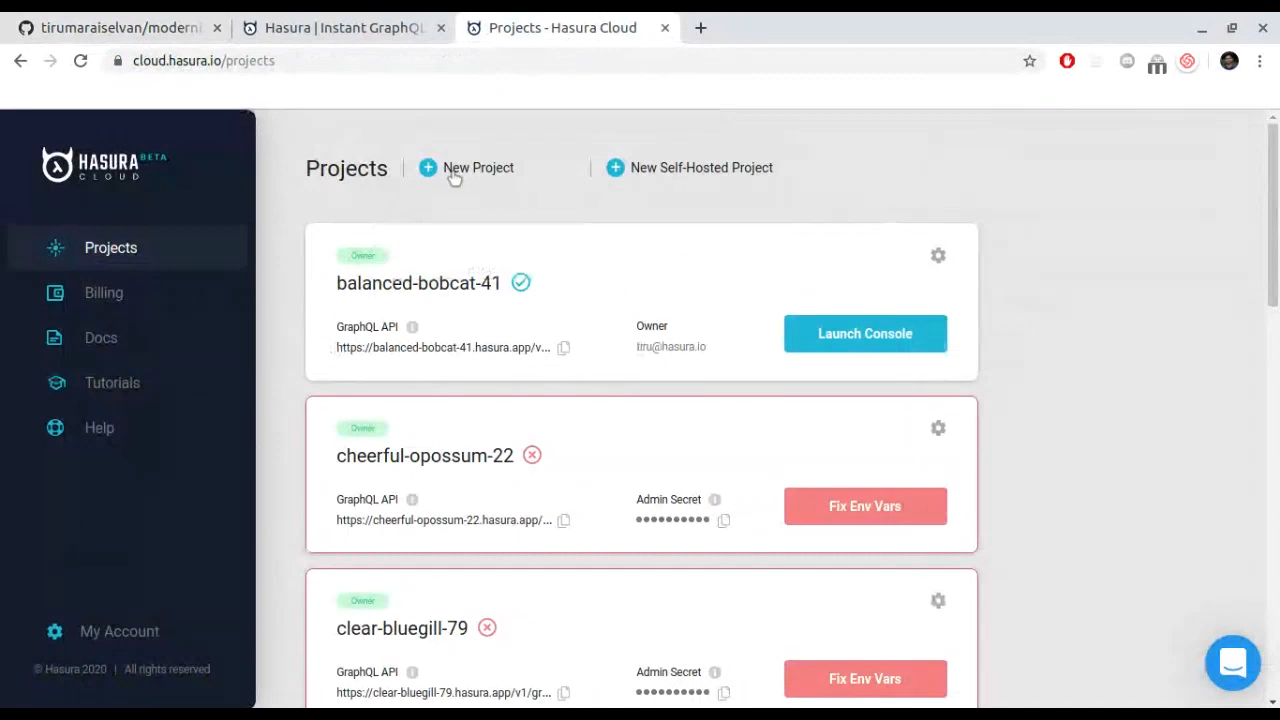 tirumaraiselvan/moderni
Hasura | Instant GraphQL
Projects - Hasura Cloud
cloud.hasura.io/projects
HASURA BETA
CLOUD
Projects
Billing
Docs
Tutorials
Help
My Account
© Hasura 2020 | All rights reserved
Projects
New Project
New Self-Hosted Project
Owner
balanced-bobcat-41
GraphQL API
https://balanced-bobcat-41.hasura.app/v...
Owner
tiru@hasura.io
Launch Console
Owner
cheerful-opossum-22
GraphQL API
https://cheerful-opossum-22.hasura.app/...
Admin Secret
••••••••••
Fix Env Vars
Owner
clear-bluegill-79
GraphQL API
https://clear-bluegill-79.hasura.app/v1/gr...
Admin Secret
••••••••••
Fix Env Vars